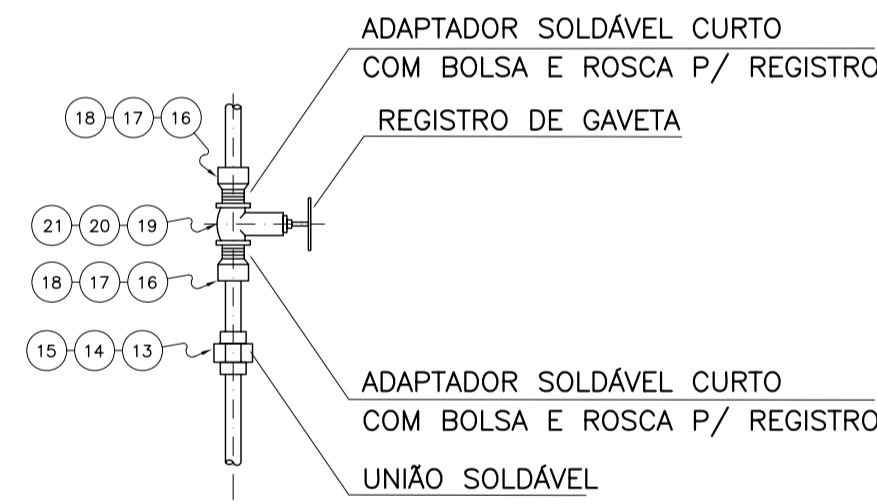 ADAPTADOR SOLDÁVEL CURTO
COM BOLSA E ROSCA P/ REGISTRO
18 17 16
REGISTRO DE GAVETA
21 20 19
18 17 16
15 14 13
ADAPTADOR SOLDÁVEL CURTO
COM BOLSA E ROSCA P/ REGISTRO
UNIÃO SOLDÁVEL